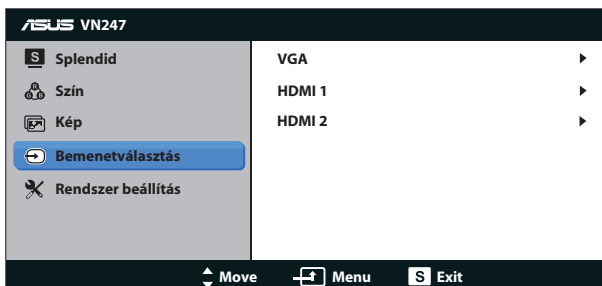 ASUS VN247
S Splendid
Szín
Kép
Bemenetválasztás
Rendszer beállítás
VGA
HDMI 1
HDMI 2
Move Menu S Exit